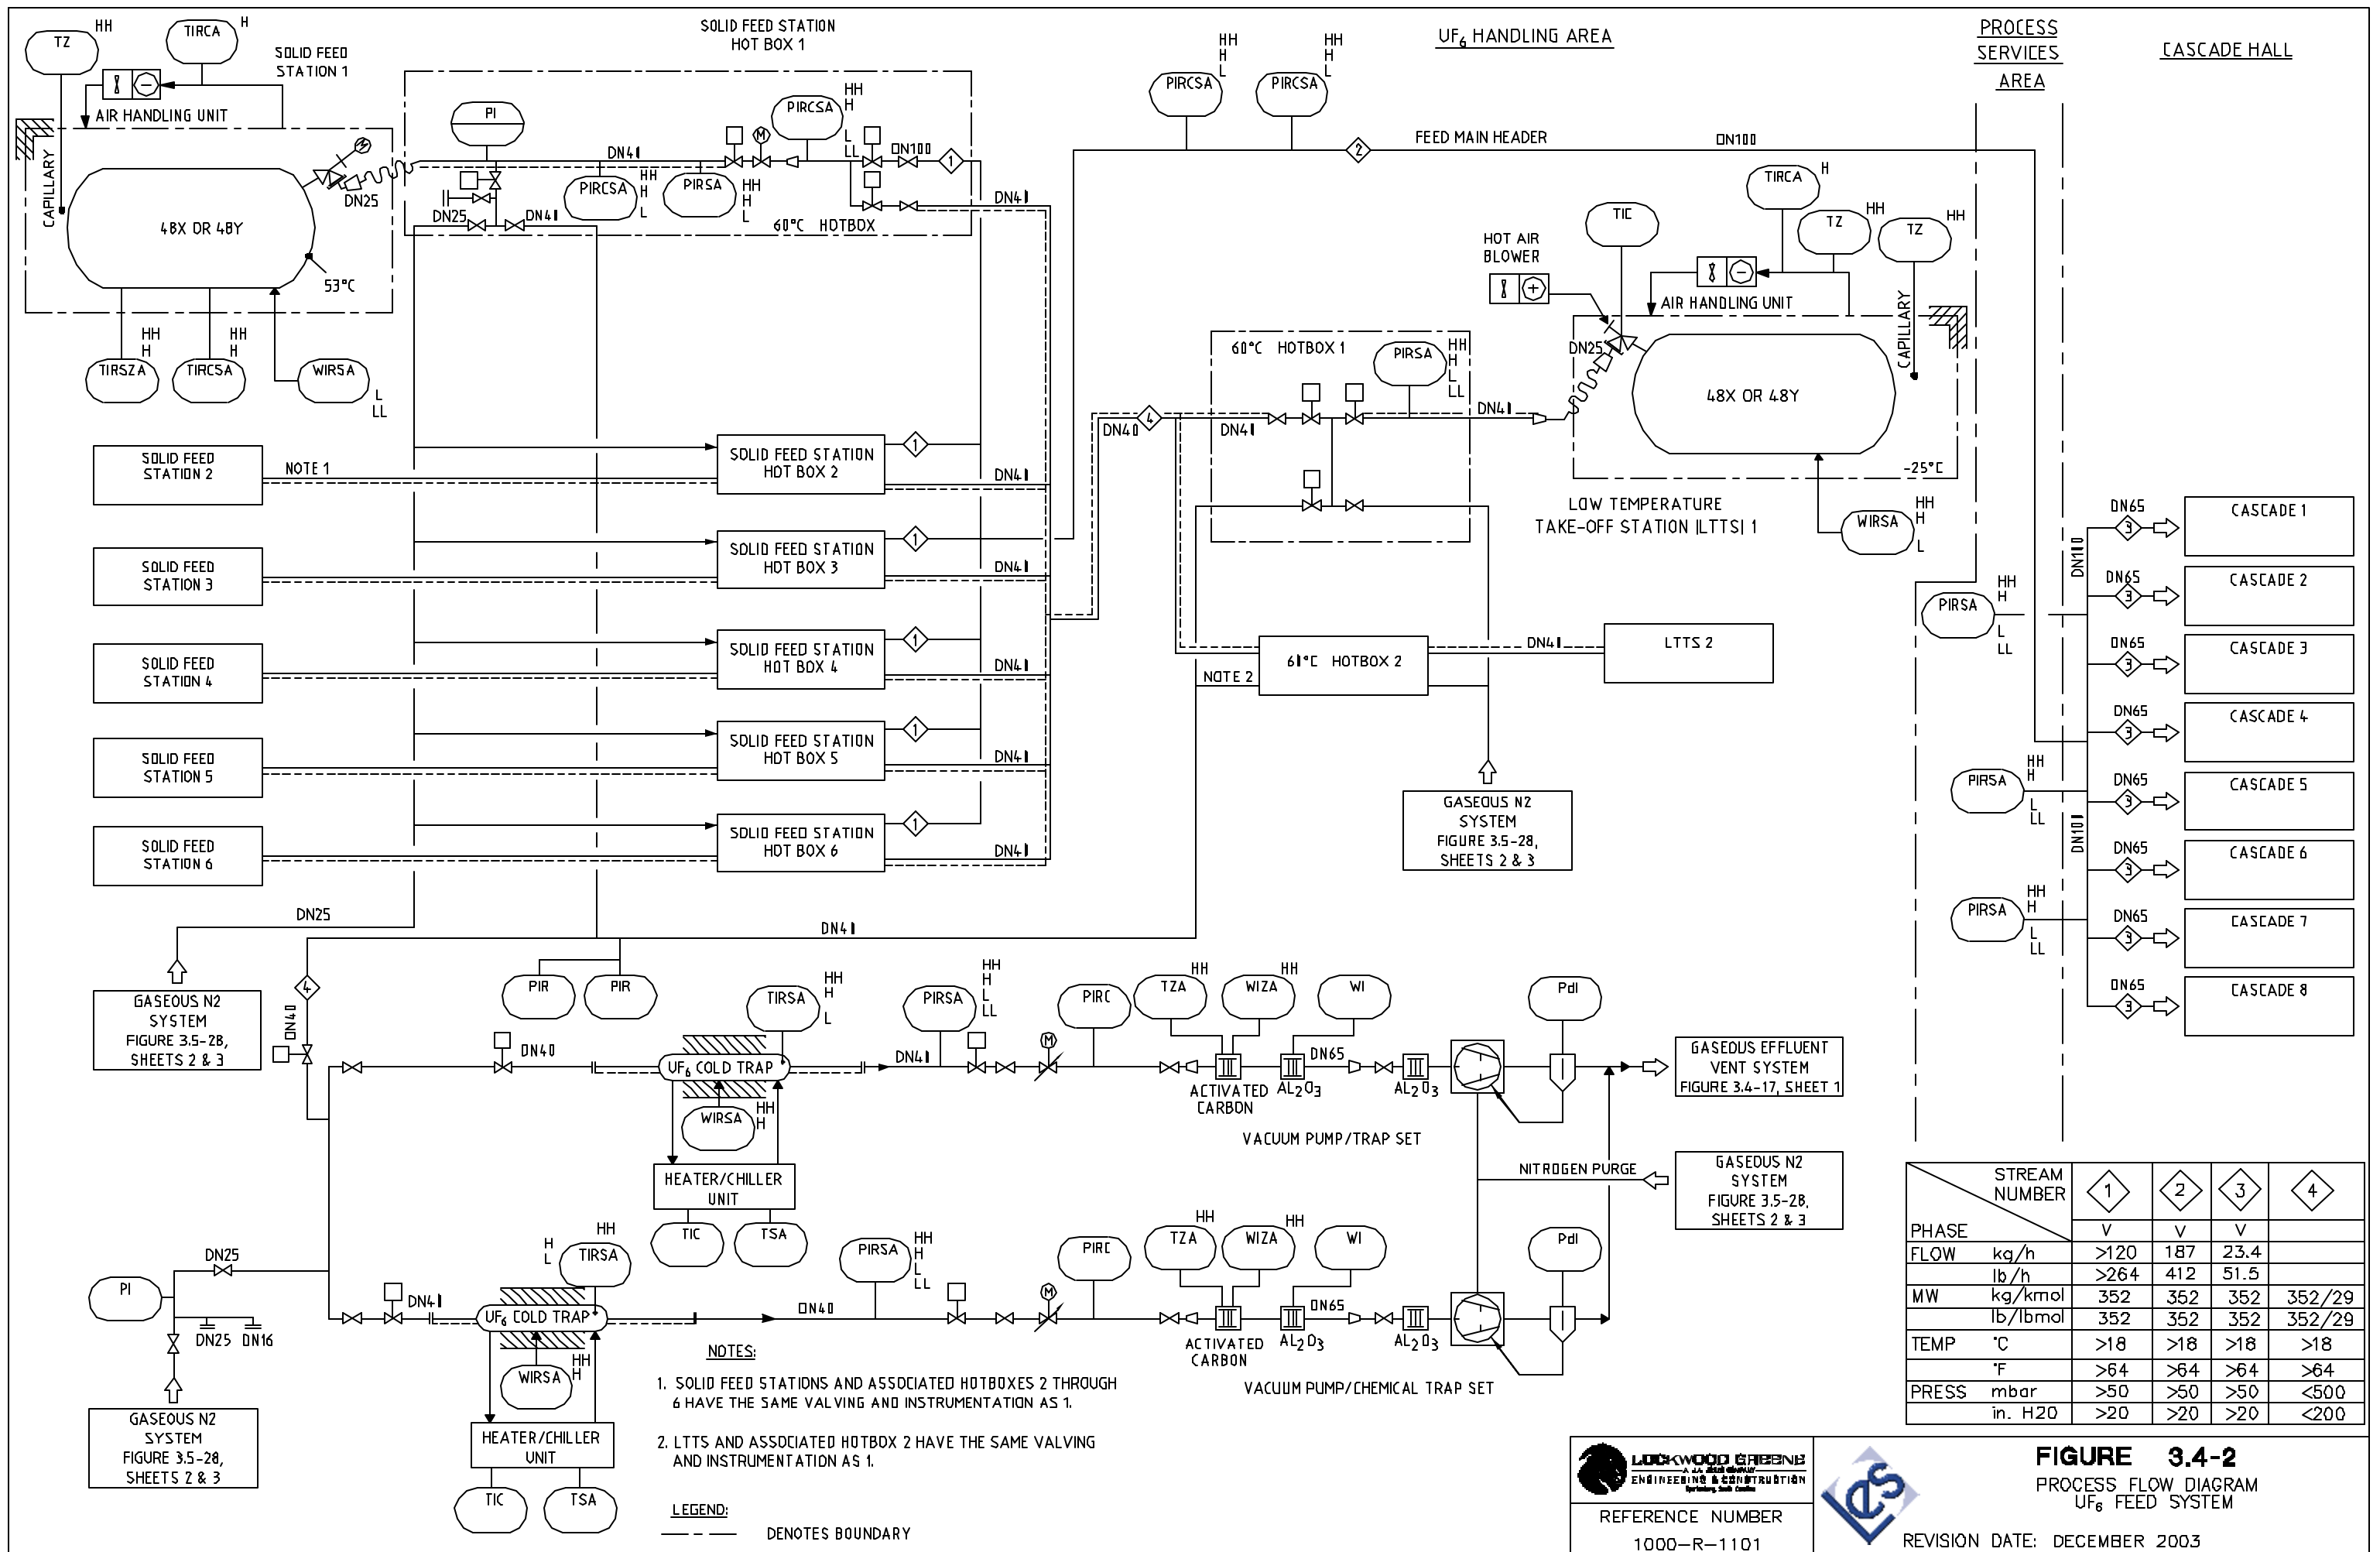 UF6 HANDLING AREA
PROCESS
SERVICES
AREA
CASCADE HALL
TZ
HH
TIRCA
H
SOLID FEED
STATION 1
AIR HANDLING UNIT
CAPILLARY
48X OR 48Y
53°C
DN25
TIRSZA
HH
H
TIRCSA
HH
H
WIRSA
L
LL
SOLID FEED STATION
HOT BOX 1
PI
DN25
DN41
DN41
PIRCSA
HH
H
L
PIRSA
HH
H
L
M
M
PIRCSA
HH
H
L
LL
DN100
1
DN41
60°C HOTBOX
PIRCSA
HH
H
L
PIRCSA
HH
H
L
2
FEED MAIN HEADER
DN100
SOLID FEED
STATION 2
NOTE 1
SOLID FEED STATION
HOT BOX 2
1
DN41
SOLID FEED
STATION 3
SOLID FEED STATION
HOT BOX 3
1
DN41
SOLID FEED
STATION 4
SOLID FEED STATION
HOT BOX 4
1
DN41
SOLID FEED
STATION 5
SOLID FEED STATION
HOT BOX 5
1
DN41
SOLID FEED
STATION 6
SOLID FEED STATION
HOT BOX 6
1
DN41
DN40
4
DN41
60°C HOTBOX 1
PIRSA
HH
H
L
LL
DN41
HOT AIR
BLOWER
TIC
TIRCA
H
TZ
HH
TZ
HH
AIR HANDLING UNIT
CAPILLARY
DN25
48X OR 48Y
-25°C
LOW TEMPERATURE
TAKE-OFF STATION |LTTS| 1
WIRSA
HH
H
L
61°C HOTBOX 2
NOTE 2
DN41
LTTS 2
GASEOUS N2
SYSTEM
FIGURE 3.5-28,
SHEETS 2 & 3
PIRSA
HH
H
L
LL
PIRSA
HH
H
L
LL
PIRSA
HH
H
L
LL
DN100
DN101
DN65
3
CASCADE 1
DN65
3
CASCADE 2
DN65
3
CASCADE 3
DN65
3
CASCADE 4
DN65
3
CASCADE 5
DN65
3
CASCADE 6
DN65
3
CASCADE 7
DN65
3
CASCADE 8
DN25
DN41
GASEOUS N2
SYSTEM
FIGURE 3.5-28,
SHEETS 2 & 3
4
DN40
PIR
PIR
DN40
TIRSA
HH
H
L
UF6 COLD TRAP
WIRSA
HH
H
HEATER/CHILLER
UNIT
TIC
TSA
DN41
PIRSA
HH
H
L
LL
M
PIRC
TZA
HH
WIZA
HH
WI
ACTIVATED
CARBON
AL2O3
DN65
AL2O3
PdI
VACUUM PUMP/TRAP SET
GASEOUS EFFLUENT
VENT SYSTEM
FIGURE 3.4-17, SHEET 1
NITROGEN PURGE
GASEOUS N2
SYSTEM
FIGURE 3.5-28,
SHEETS 2 & 3
PI
DN25
DN25
DN16
GASEOUS N2
SYSTEM
FIGURE 3.5-28,
SHEETS 2 & 3
DN41
H
L
HH
TIRSA
UF6 COLD TRAP
WIRSA
HH
H
HEATER/CHILLER
UNIT
TIC
TSA
DN40
PIRSA
HH
H
L
LL
M
PIRC
TZA
HH
WIZA
HH
WI
ACTIVATED
CARBON
AL2O3
DN65
AL2O3
PdI
VACUUM PUMP/CHEMICAL TRAP SET
NOTES:
1. SOLID FEED STATIONS AND ASSOCIATED HOTBOXES 2 THROUGH
6 HAVE THE SAME VALVING AND INSTRUMENTATION AS 1.
2. LTTS AND ASSOCIATED HOTBOX 2 HAVE THE SAME VALVING
AND INSTRUMENTATION AS 1.
LEGEND:
DENOTES BOUNDARY
STREAM NUMBER 1 2 3 4
PHASE V V V
FLOW kg/h >120 187 23.4
lb/h >264 412 51.5
MW kg/kmol 352 352 352 352/29
lb/lbmol 352 352 352 352/29
TEMP °C >18 >18 >18 >18
°F >64 >64 >64 >64
PRESS mbar >50 >50 >50 <500
in. H2O >20 >20 >20 <200
LOCKWOOD GREENE
ENGINEERING & CONSTRUCTION
REFERENCE NUMBER
1000-R-1101
LES
FIGURE 3.4-2
PROCESS FLOW DIAGRAM
UF6 FEED SYSTEM
REVISION DATE: DECEMBER 2003